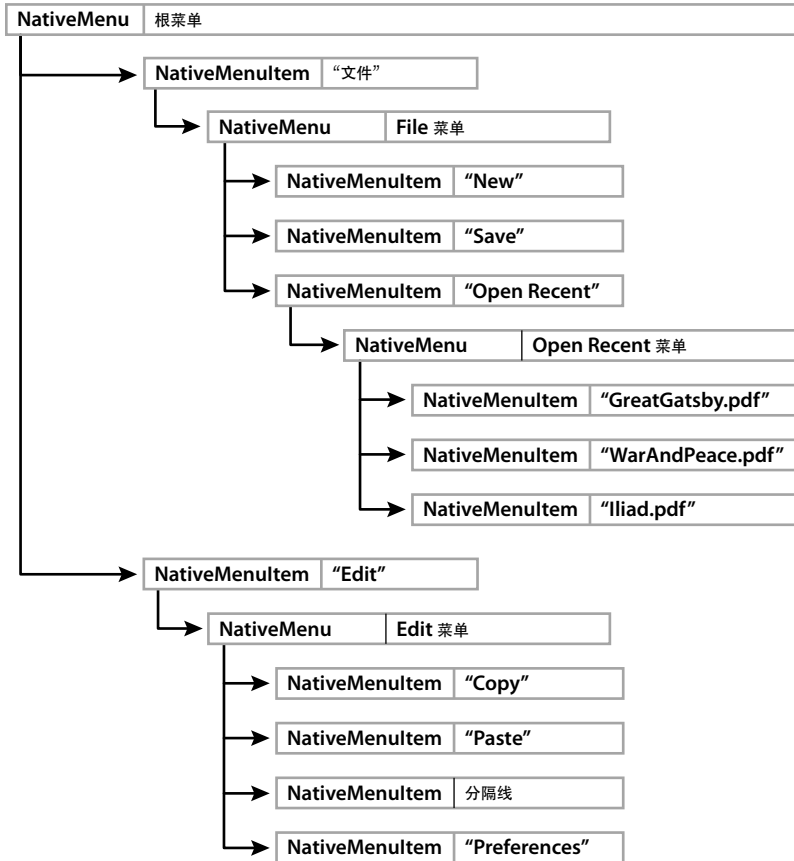 NativeMenu 根菜单
NativeMenuItem “文件”
NativeMenu File 菜单
NativeMenuItem “New”
NativeMenuItem “Save”
NativeMenuItem “Open Recent”
NativeMenu Open Recent 菜单
NativeMenuItem “GreatGatsby.pdf”
NativeMenuItem “WarAndPeace.pdf”
NativeMenuItem “Iliad.pdf”
NativeMenuItem “Edit”
NativeMenu Edit 菜单
NativeMenuItem “Copy”
NativeMenuItem “Paste”
NativeMenuItem 分隔线
NativeMenuItem “Preferences”